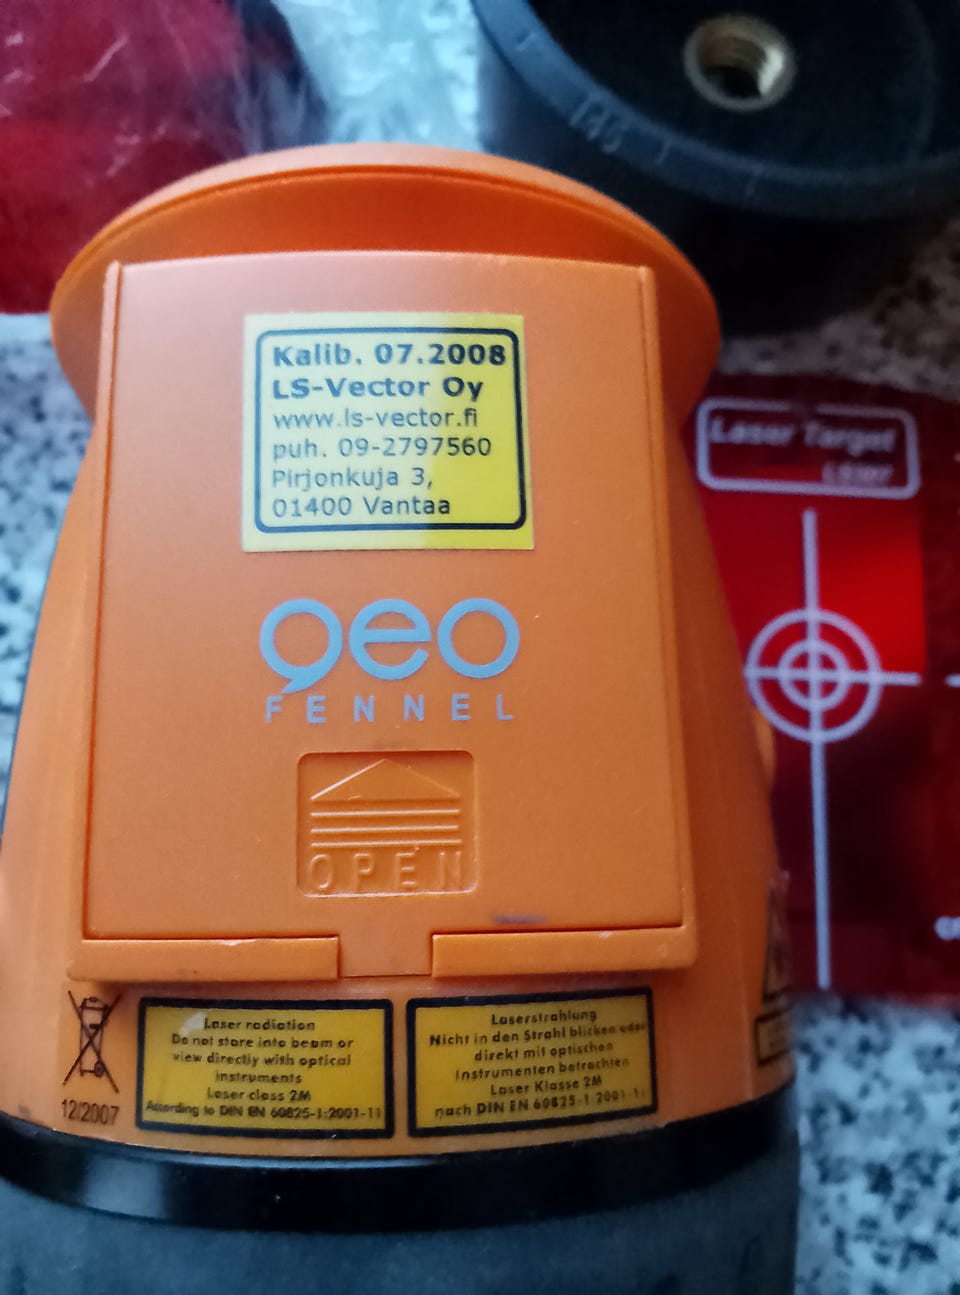 Kalib. 07.2008
LS-Vector Oy
www.ls-vector.fi
puh. 09-2797560
Pirjonkuja 3,
01400 Vantaa
geo
FENNEL
OPEN
Laser radiation
Do not stare into beam or
view directly with optical
instruments
Laser class 2M
According to DIN EN 60825-1:2001-11
Laserstrahlung
Nicht in den Strahl blicken oder
direkt mit optischen
Instrumenten betrachten
Laser Klasse 2M
nach DIN EN 60825-1:2001-11
12/2007
Laser Target